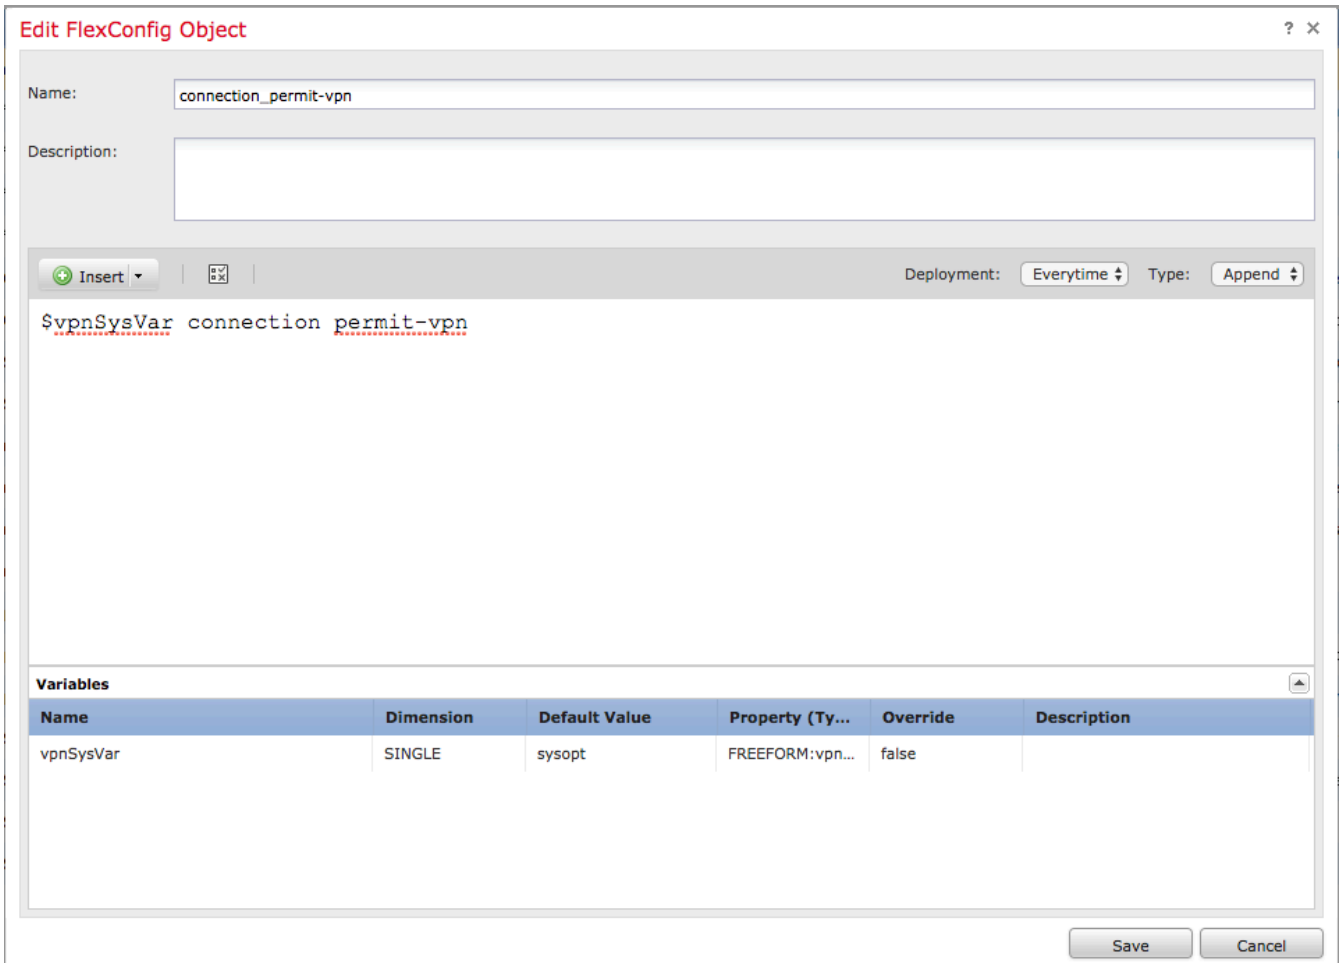 Edit FlexConfig Object ? ×
Name: connection_permit-vpn
Description:
Insert Deployment: Everytime Type: Append
$vpnSysVar connection permit-vpn
Variables
Name Dimension Default Value Property (Ty... Override Description
vpnSysVar SINGLE sysopt FREEFORM:vpn... false
Save Cancel